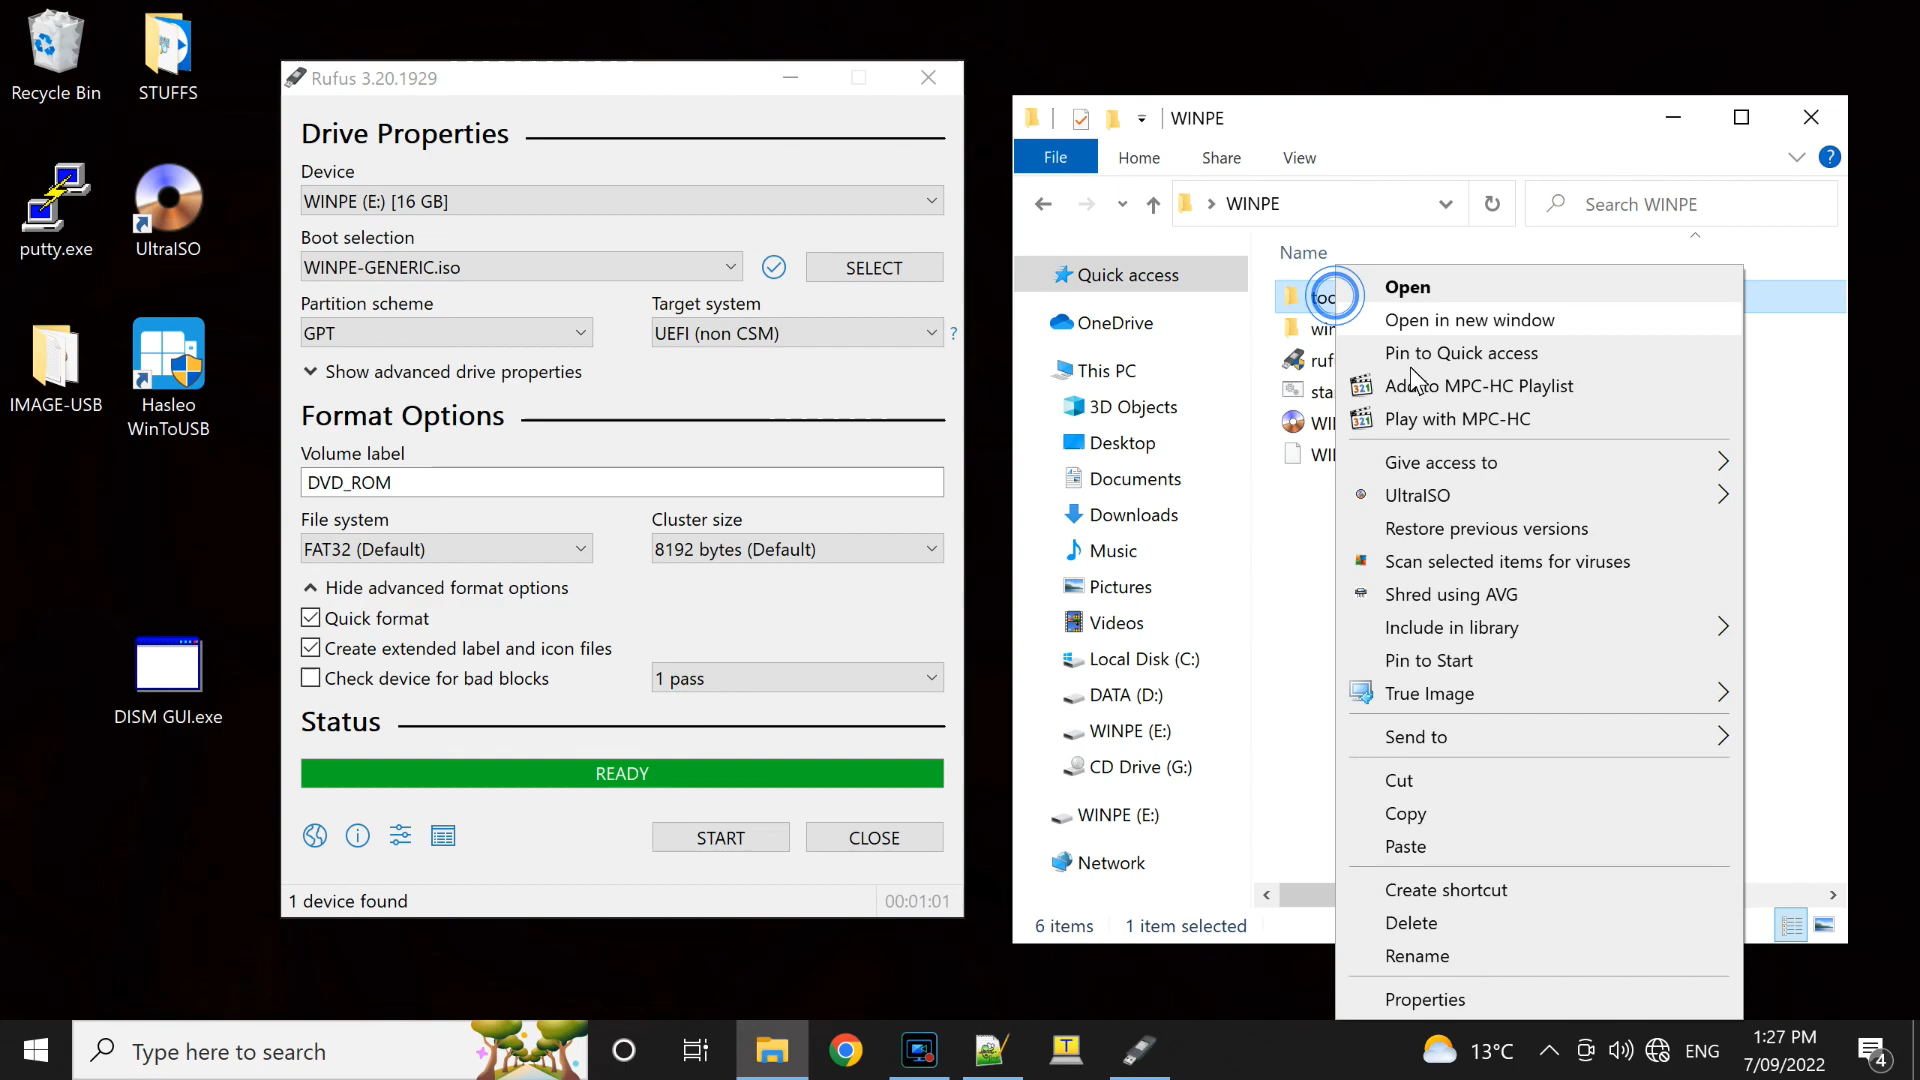 Recycle Bin
STUFFS
putty.exe
UltraISO
IMAGE-USB
Hasleo
WinToUSB
DISM GUI.exe
Rufus 3.20.1929
Drive Properties
Device
WINPE (E:) [16 GB]
Boot selection
WINPE-GENERIC.iso
SELECT
Partition scheme
Target system
GPT
UEFI (non CSM)
?
Show advanced drive properties
Format Options
Volume label
DVD_ROM
File system
Cluster size
FAT32 (Default)
8192 bytes (Default)
Hide advanced format options
Quick format
Create extended label and icon files
Check device for bad blocks
1 pass
Status
READY
START
CLOSE
1 device found
00:01:01
WINPE
File
Home
Share
View
?
WINPE
Search WINPE
Quick access
OneDrive
This PC
3D Objects
Desktop
Documents
Downloads
Music
Pictures
Videos
Local Disk (C:)
DATA (D:)
WINPE (E:)
CD Drive (G:)
WINPE (E:)
Network
Name
6 items
1 item selected
Open
Open in new window
Pin to Quick access
Add to MPC-HC Playlist
Play with MPC-HC
Give access to
UltraISO
Restore previous versions
Scan selected items for viruses
Shred using AVG
Include in library
Pin to Start
True Image
Send to
Cut
Copy
Paste
Create shortcut
Delete
Rename
Properties
Type here to search
13°C
ENG
1:27 PM
7/09/2022
4